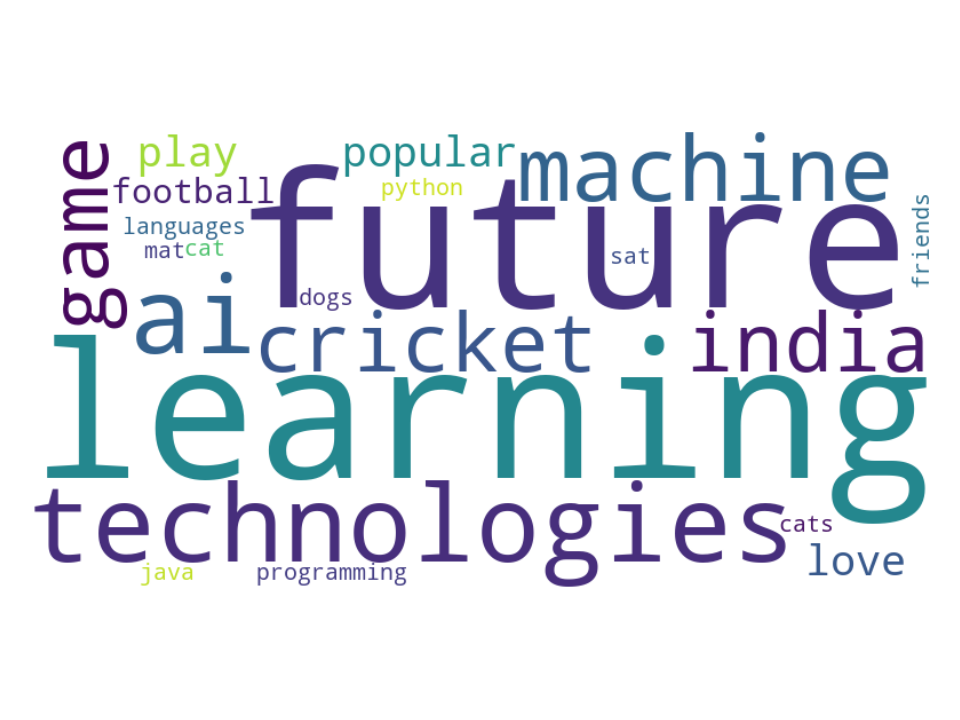 play
popular
machine
football
python
game
future
friends
languages
mat
cat
sat
dogs
ai
cricket
india
learning
technologies
cats
love
java
programming